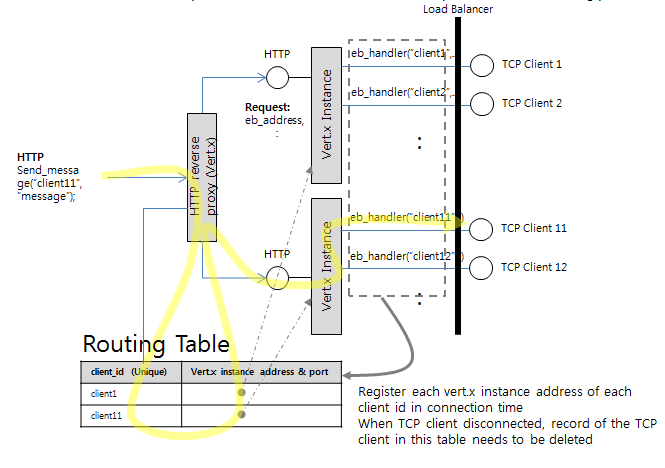 Load Balancer
HTTP
eb_handler("client1",
TCP Client 1
Request:
eb_address,
:
eb_handler("client2",
TCP Client 2
Vert.x Instance
:
HTTP reverse
proxy (Vert.x)
HTTP
Send_messa
ge("client11",
"message");
eb_handler("client11")
TCP Client 11
HTTP
Vert.x Instance
eb_handler("client12")
TCP Client 12
:
Routing Table
client_id (Unique) Vert.x instance address & port
client1
client11
Register each vert.x instance address of each
client id in connection time
When TCP client disconnected, record of the TCP
client in this table needs to be deleted